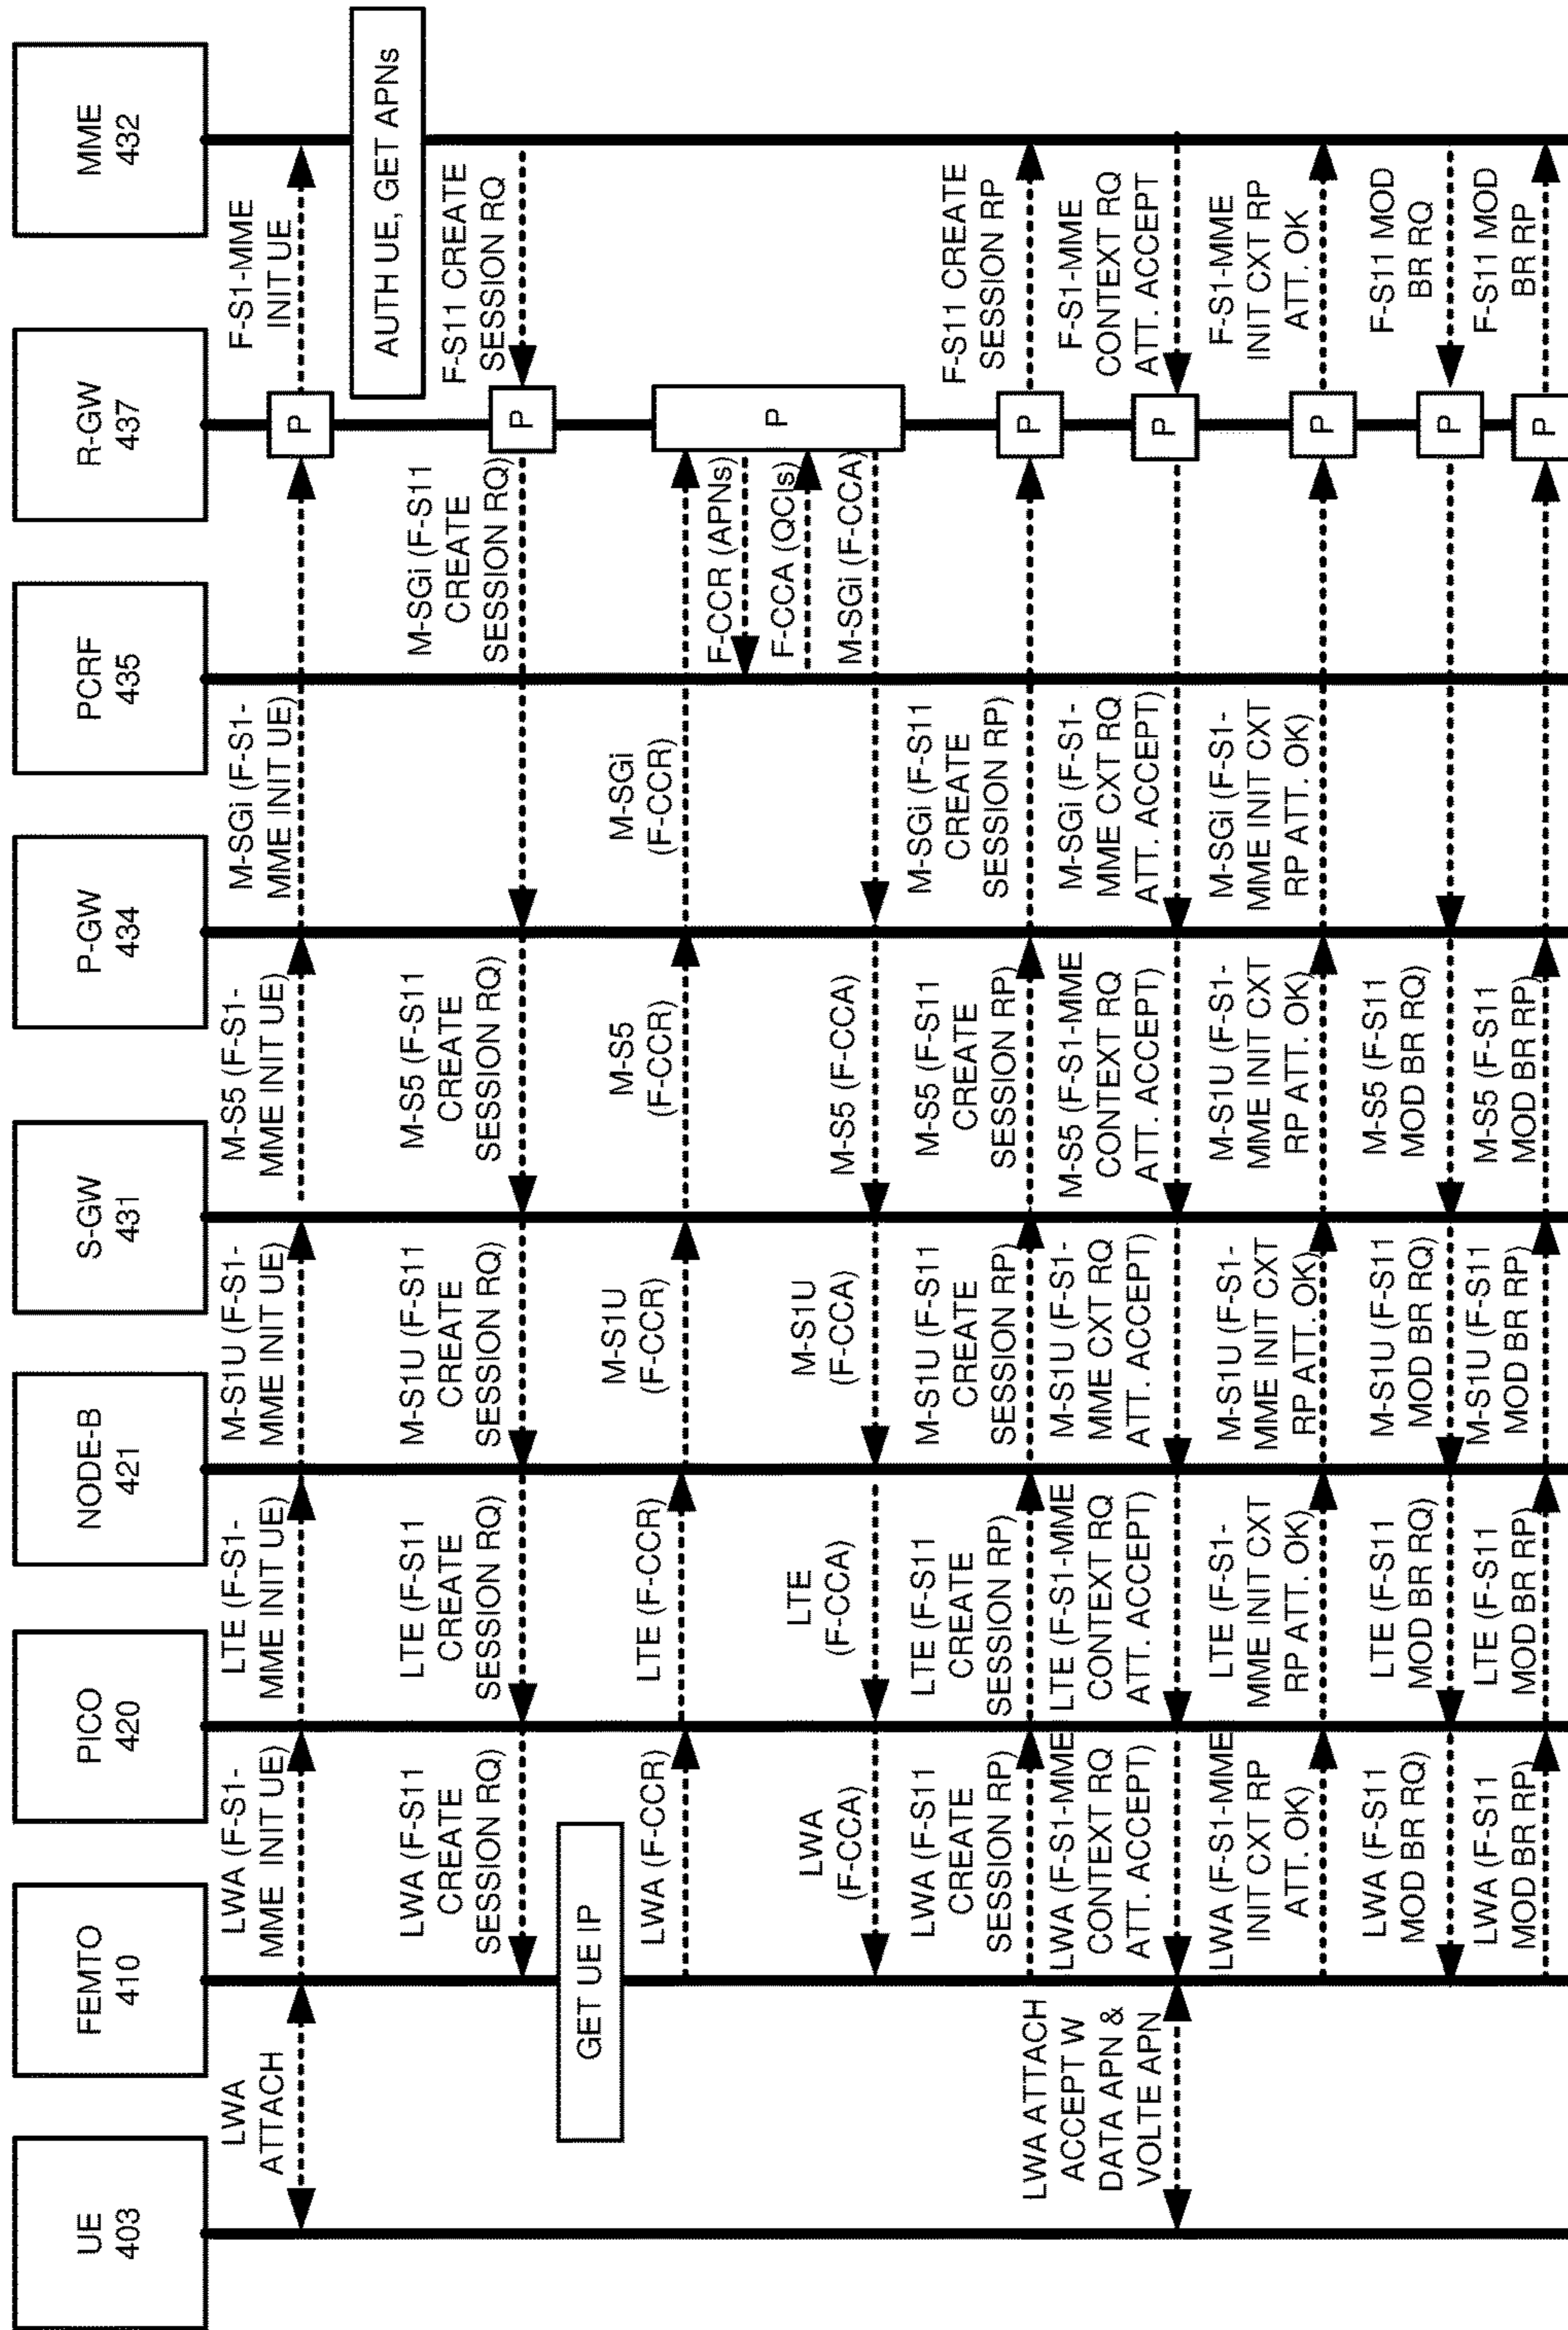 UE
403
FEMTO
410
PICO
420
NODE-B
421
S-GW
431
P-GW
434
PCRF
435
R-GW
437
MME
432
LWA
ATTACH
LWA (F-S1-
MME INIT UE)
LTE (F-S1-
MME INIT UE)
M-S1U (F-S1-
MME INIT UE)
M-S5 (F-S1-
MME INIT UE)
M-SGi (F-S1-
MME INIT UE)
P
F-S1-MME
INIT UE
AUTH UE, GET APNs
LWA (F-S11
CREATE
SESSION RQ)
LTE (F-S11
CREATE
SESSION RQ)
M-S1U (F-S11
CREATE
SESSION RQ)
M-S5 (F-S11
CREATE
SESSION RQ)
M-SGi (F-S11
CREATE
SESSION RQ)
P
F-S11 CREATE
SESSION RQ
GET UE IP
LWA (F-CCR)
LTE (F-CCR)
M-S1U
(F-CCR)
M-S5
(F-CCR)
M-SGi
(F-CCR)
P
F-CCR (APNs)
F-CCA (QCIs)
LWA
(F-CCA)
LTE
(F-CCA)
M-S1U
(F-CCA)
M-S5 (F-CCA)
M-SGi (F-CCA)
LWA (F-S11
CREATE
SESSION RP)
LTE (F-S11
CREATE
SESSION RP)
M-S1U (F-S11
CREATE
SESSION RP)
M-S5 (F-S11
CREATE
SESSION RP)
M-SGi (F-S11
CREATE
SESSION RP)
P
F-S11 CREATE
SESSION RP
LWA ATTACH
ACCEPT W
DATA APN &
VOLTE APN
LWA (F-S1-MME
CONTEXT RQ
ATT. ACCEPT)
LTE (F-S1-MME
CONTEXT RQ
ATT. ACCEPT)
M-S1U (F-S1-
MME CXT RQ
ATT. ACCEPT)
M-S5 (F-S1-MME
CONTEXT RQ
ATT. ACCEPT)
M-SGi (F-S1-
MME CXT RQ
ATT. ACCEPT)
P
F-S1-MME
CONTEXT RQ
ATT. ACCEPT
LWA (F-S1-MME
INIT CXT RP
ATT. OK)
LTE (F-S1-
MME INIT CXT
RP ATT. OK)
M-S1U (F-S1-
MME INIT CXT
RP ATT. OK)
M-S1U (F-S1-
MME INIT CXT
RP ATT. OK)
M-SGi (F-S1-
MME INIT CXT
RP ATT. OK)
P
F-S1-MME
INIT CXT RP
ATT. OK
LWA (F-S11
MOD BR RQ)
LTE (F-S11
MOD BR RQ)
M-S1U (F-S11
MOD BR RQ)
M-S5 (F-S11
MOD BR RQ)
P
F-S11 MOD
BR RQ
LWA (F-S11
MOD BR RP)
LTE (F-S11
MOD BR RP)
M-S1U (F-S11
MOD BR RP)
M-S5 (F-S11
MOD BR RP)
P
F-S11 MOD
BR RP